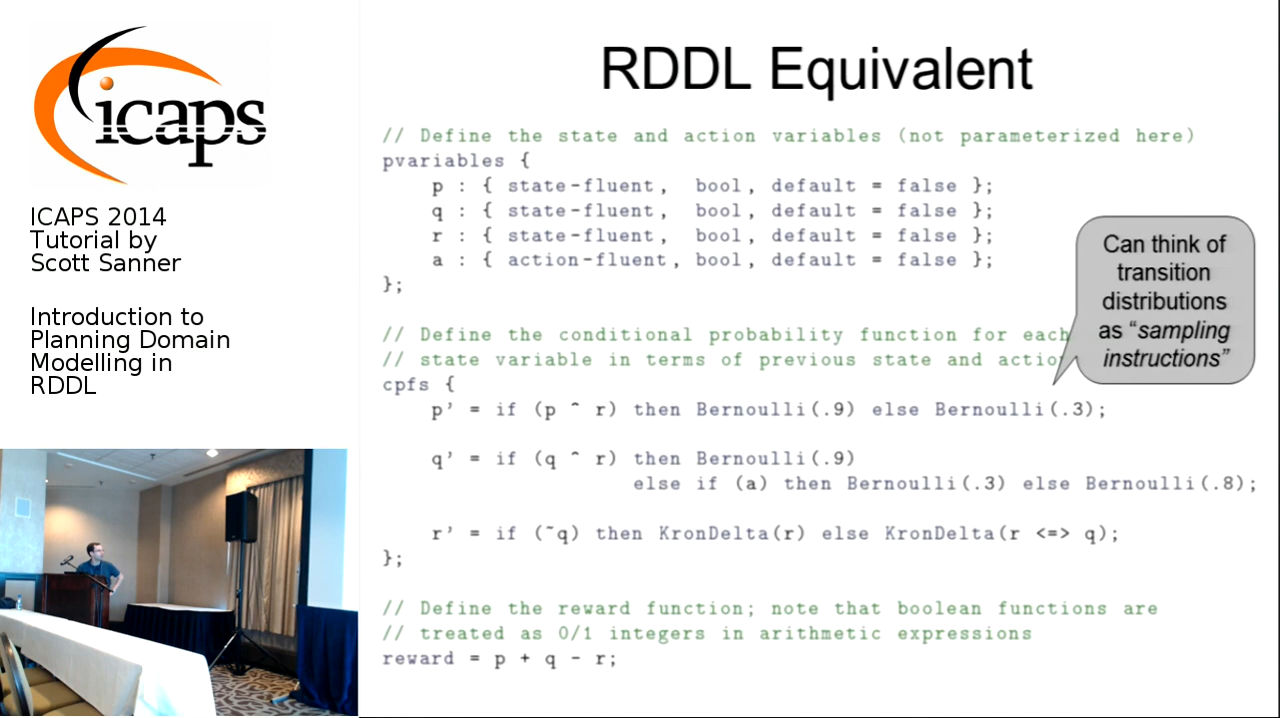 icaps
ICAPS 2014
Tutorial by
Scott Sanner
Introduction to
Planning Domain
Modelling in
RDDL
RDDL Equivalent
// Define the state and action variables (not parameterized here)
pvariables {
p : { state-fluent, bool, default = false };
q : { state-fluent, bool, default = false };
r : { state-fluent, bool, default = false };
a : { action-fluent, bool, default = false };
};
// Define the conditional probability function for each
// state variable in terms of previous state and actio
cpfs {
p' = if (p ^ r) then Bernoulli(.9) else Bernoulli(.3);
q' = if (q ^ r) then Bernoulli(.9)
else if (a) then Bernoulli(.3) else Bernoulli(.8);
r' = if (~q) then KronDelta(r) else KronDelta(r <=> q);
};
// Define the reward function; note that boolean functions are
// treated as 0/1 integers in arithmetic expressions
reward = p + q - r;
Can think of
transition
distributions
as “sampling
instructions”